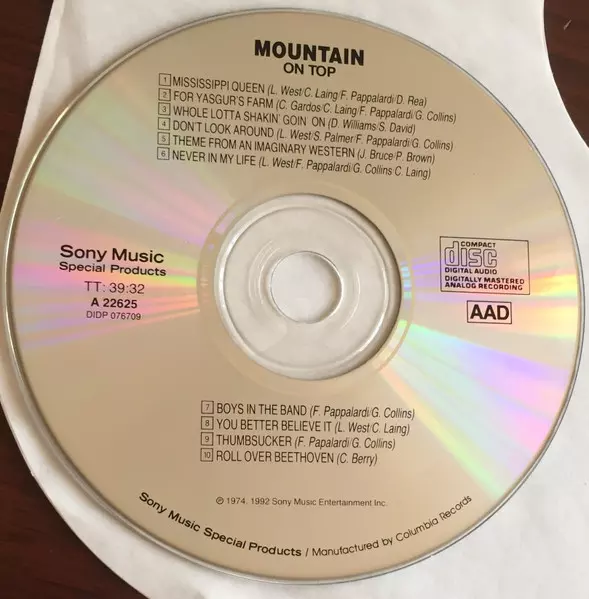 MOUNTAIN
ON TOP
1 MISSISSIPPI QUEEN (L. West/C. Laing/F. Pappalardi/D. Rea)
2 FOR YASGUR'S FARM (C. Gardos/C. Laing/F. Pappalardi/G. Collins)
3 WHOLE LOTTA SHAKIN' GOIN ON (D. Williams/S. David)
4 DON'T LOOK AROUND (L. West/S. Palmer/F. Pappalardi/G. Collins)
5 THEME FROM AN IMAGINARY WESTERN (J. Bruce/P. Brown)
6 NEVER IN MY LIFE (L. West/F. Pappalardi/G. Collins C. Laing)
Sony Music
Special Products
TT: 39:32
A 22625
DIDP 076709
COMPACT
disc
DIGITAL AUDIO
DIGITALLY MASTERED
ANALOG RECORDING
AAD
7 BOYS IN THE BAND (F. Pappalardi/G. Collins)
8 YOU BETTER BELIEVE IT (L. West/C. Laing)
9 THUMBSUCKER (F. Papalardi/G. Collins)
10 ROLL OVER BEETHOVEN (C. Berry)
℗ 1974, 1992 Sony Music Entertainment Inc.
Sony Music Special Products / Manufactured by Columbia Records